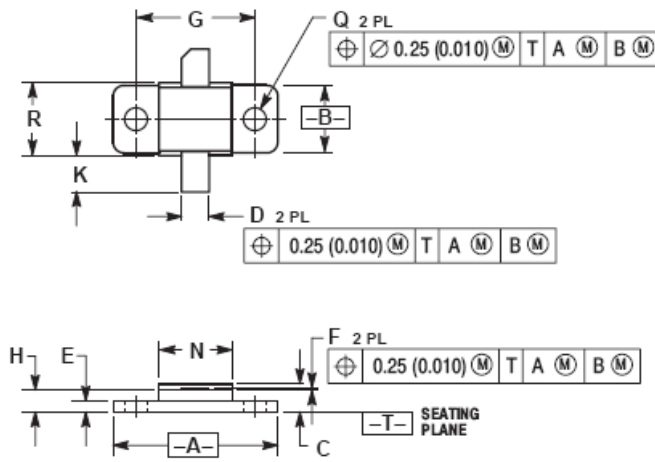 G
Q 2 PL
⌖ ∅ 0.25 (0.010) Ⓜ T A Ⓜ B Ⓜ
R
–B–
K
D 2 PL
⌖ 0.25 (0.010) Ⓜ T A Ⓜ B Ⓜ
H
E
N
F 2 PL
⌖ 0.25 (0.010) Ⓜ T A Ⓜ B Ⓜ
–T– SEATING
PLANE
–A–
C